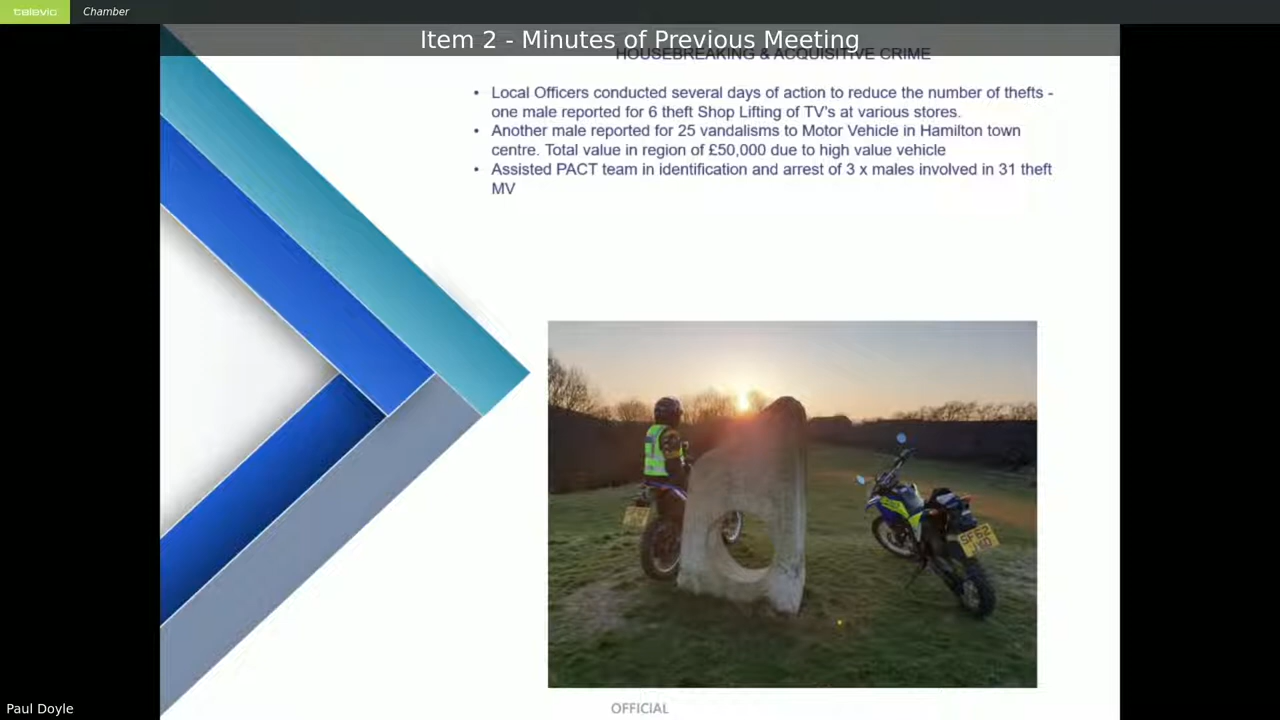 televic Chamber
Item 2 - Minutes of Previous Meeting
HOUSEBREAKING & ACQUISITIVE CRIME
• Local Officers conducted several days of action to reduce the number of thefts -
one male reported for 6 theft Shop Lifting of TV's at various stores.
• Another male reported for 25 vandalisms to Motor Vehicle in Hamilton town
centre. Total value in region of £50,000 due to high value vehicle
• Assisted PACT team in identification and arrest of 3 x males involved in 31 theft
MV
SF62
OFFICIAL
Paul Doyle